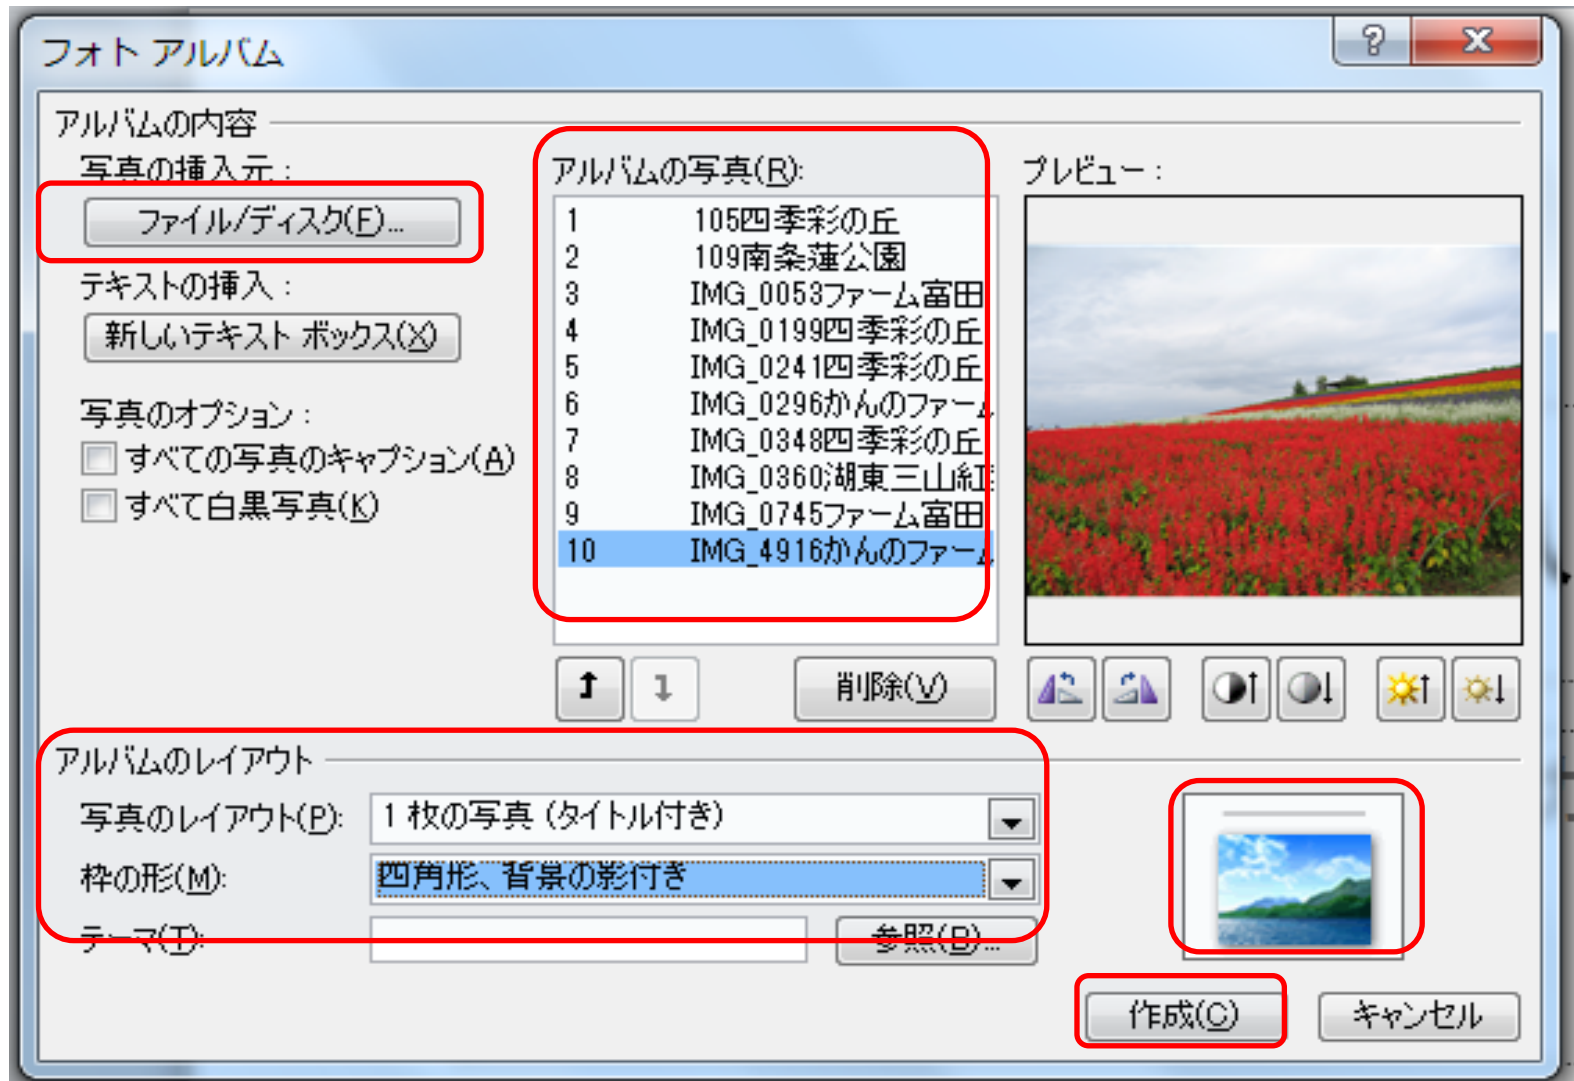 フォト アルバム
アルバムの内容
写真の挿入元：
ファイル/ディスク(F)...
テキストの挿入：
新しいテキスト ボックス(X)
写真のオプション：
すべての写真のキャプション(A)
すべて白黒写真(K)
アルバムの写真(R):
1 105四季彩の丘
2 109南条蓮公園
3 IMG_0053ファーム富田
4 IMG_0199四季彩の丘
5 IMG_0241四季彩の丘
6 IMG_0296かんのファーム
7 IMG_0348四季彩の丘
8 IMG_0360湖東三山紅
9 IMG_0745ファーム富田
10 IMG_4916かんのファーム
削除(V)
プレビュー：
アルバムのレイアウト
写真のレイアウト(P): 1 枚の写真 (タイトル付き)
枠の形(M): 四角形、背景の影付き
テーマ(T): 参照(B)...
作成(C) キャンセル